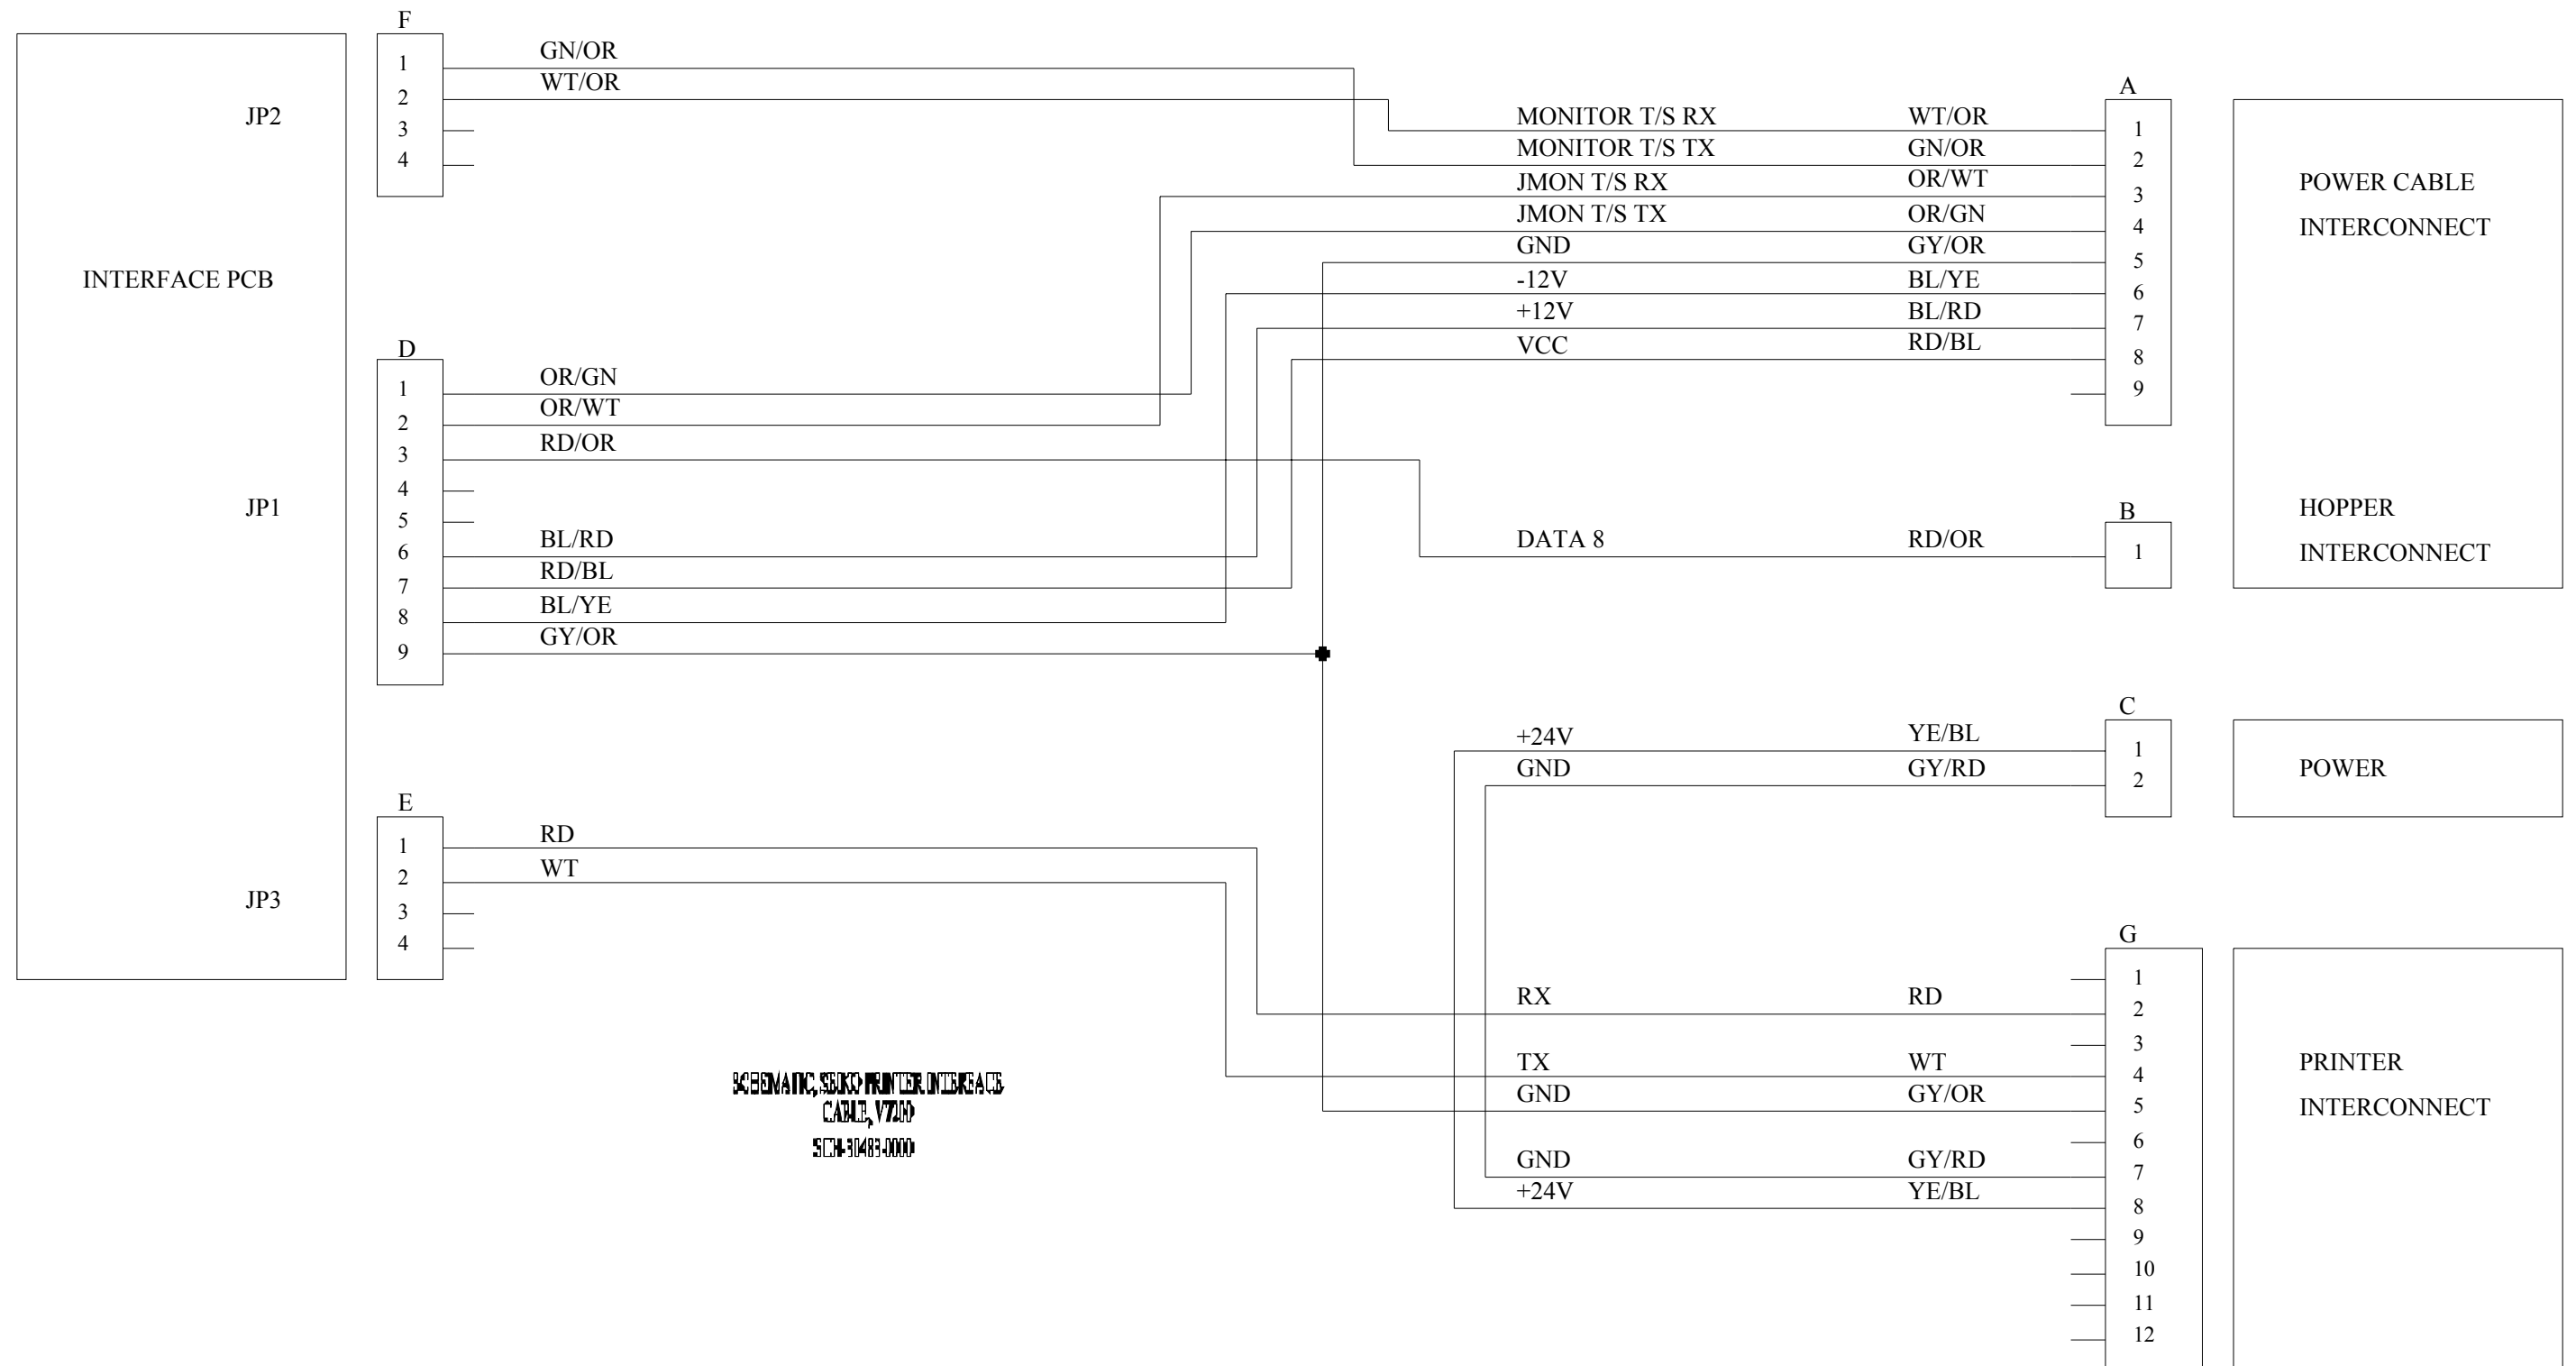 F
1
GN/OR
2
WT/OR
3
4
JP2
INTERFACE PCB
D
1
OR/GN
2
OR/WT
3
RD/OR
4
5
JP1
6
BL/RD
7
RD/BL
8
BL/YE
9
GY/OR
E
1
RD
2
WT
3
4
JP3
A
MONITOR T/S RX WT/OR 1
MONITOR T/S TX GN/OR 2
JMON T/S RX OR/WT 3
JMON T/S TX OR/GN 4
GND GY/OR 5
-12V BL/YE 6
+12V BL/RD 7
VCC RD/BL 8
9
POWER CABLE
INTERCONNECT
B
DATA 8 RD/OR 1
HOPPER
INTERCONNECT
C
+24V YE/BL 1
GND GY/RD 2
POWER
G
1
RX RD 2
3
TX WT 4
GND GY/OR 5
6
GND GY/RD 7
+24V YE/BL 8
9
10
11
12
PRINTER
INTERCONNECT
SCHEMATIC, PRINTER INTERFACE
CABLE,